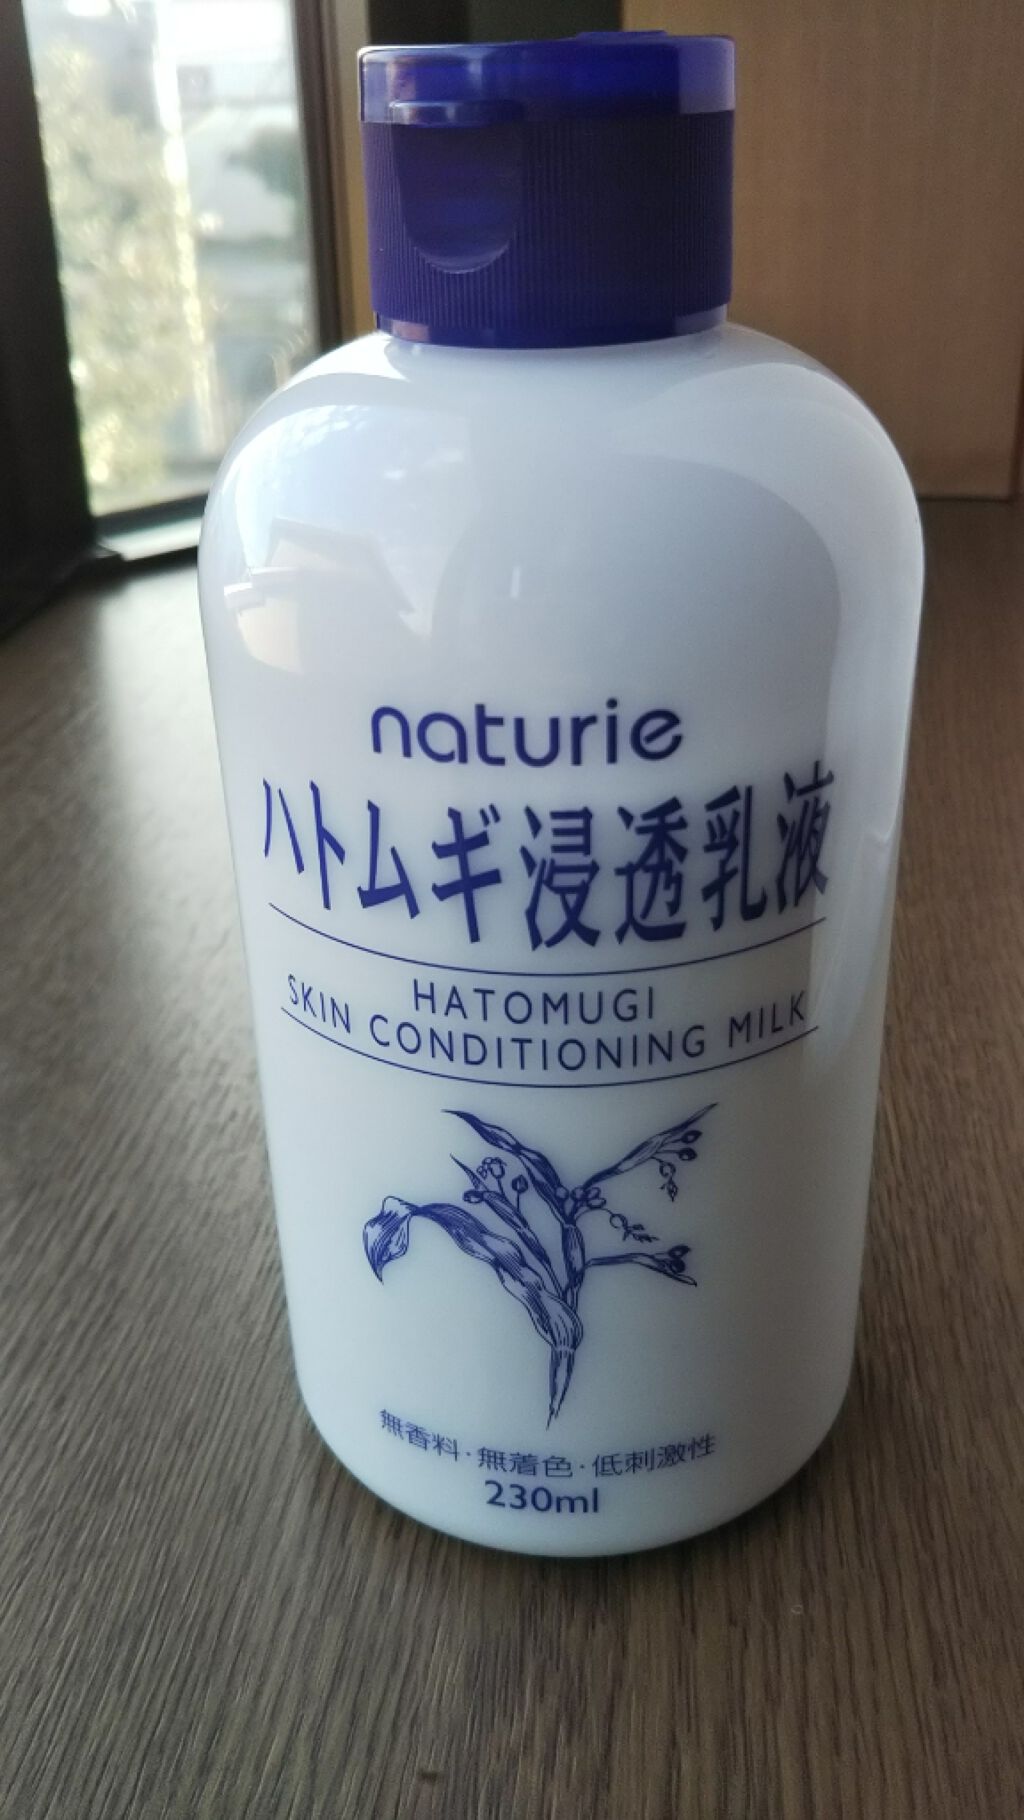 naturie
ハトムギ浸透乳液
HATOMUGI
SKIN CONDITIONING MILK
無香料・無着色・低刺激性
230ml